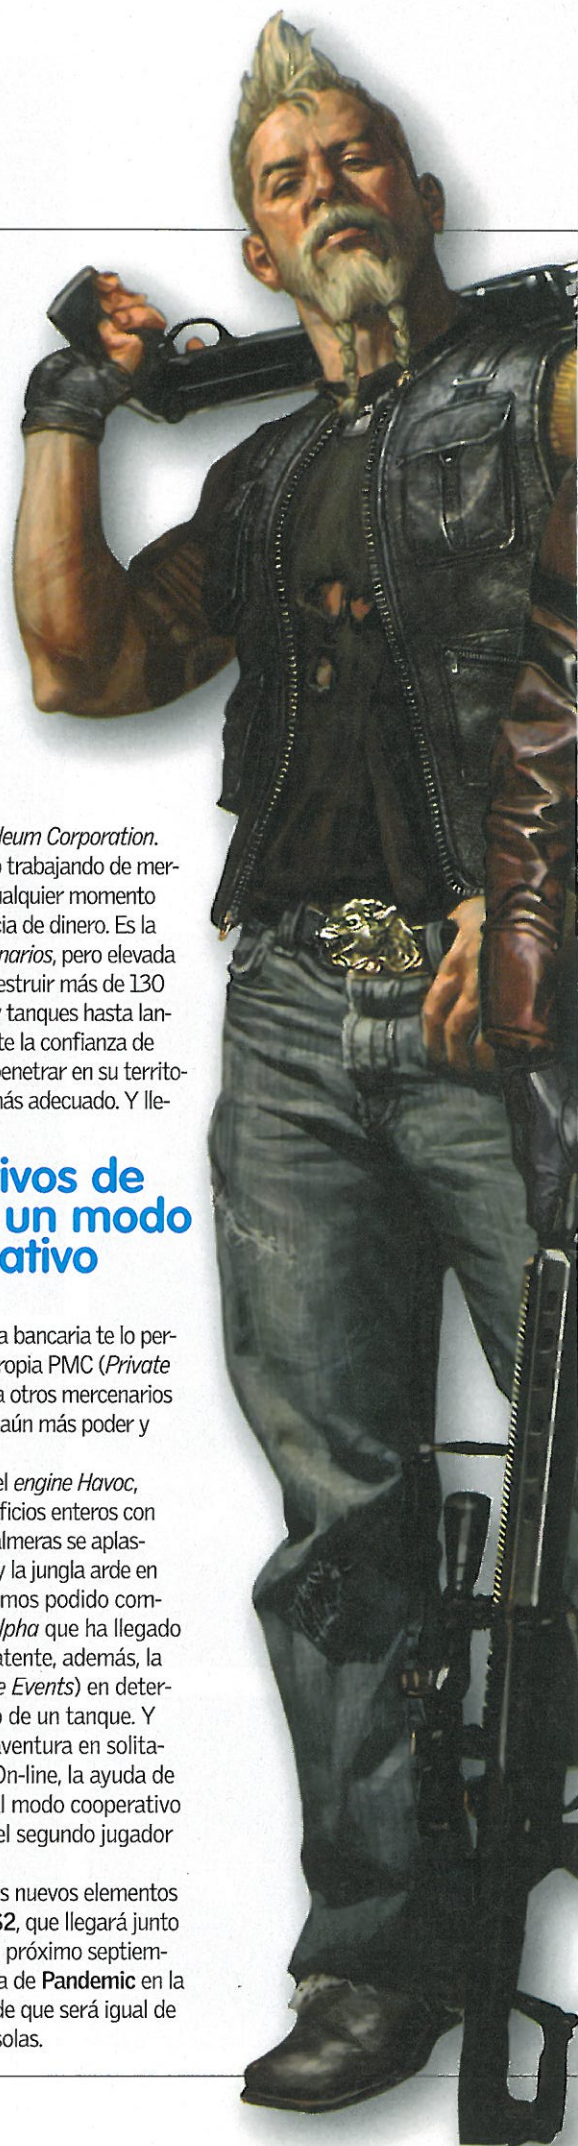 leum Corporation.
o trabajando de mer-
ualquier momento
cia de dinero. Es la
narios, pero elevada
estruir más de 130
y tanques hasta lan-
te la confianza de
penetrar en su territo-
más adecuado. Y lle-
ivos de
un modo
ativo
a bancaria te lo per-
ropia PMC (Private
a otros mercenarios
aún más poder y
el engine Havoc,
ificios enteros con
almeras se aplas-
y la jungla arde en
mos podido com-
lpha que ha llegado
atente, además, la
e Events) en deter-
o de un tanque. Y
aventura en solita-
On-line, la ayuda de
l modo cooperativo
el segundo jugador
s nuevos elementos
S2, que llegará junto
próximo septiem-
a de Pandemic en la
de que será igual de
solas.